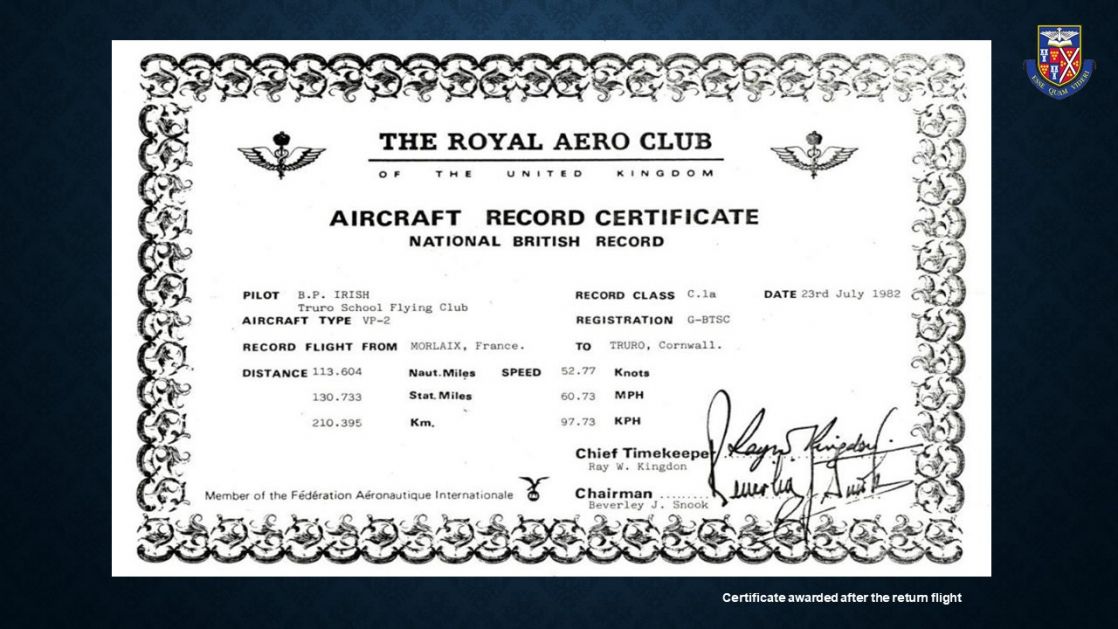 THE ROYAL AERO CLUB
OF THE UNITED KINGDOM
AIRCRAFT RECORD CERTIFICATE
NATIONAL BRITISH RECORD
PILOT B.P. IRISH RECORD CLASS C.1a DATE 23rd July 1982
Truro School Flying Club
AIRCRAFT TYPE VP-2 REGISTRATION G-BTSC
RECORD FLIGHT FROM MORLAIX, France. TO TRURO, Cornwall.
DISTANCE 113.604 Naut.Miles SPEED 52.77 Knots
130.733 Stat.Miles 60.73 MPH
210.395 Km. 97.73 KPH
Chief Timekeeper
Ray W. Kingdon
Member of the Fédération Aéronautique Internationale
Chairman ........
Beverley J. Snook
ESSE QUAM VIDERI
Certificate awarded after the return flight